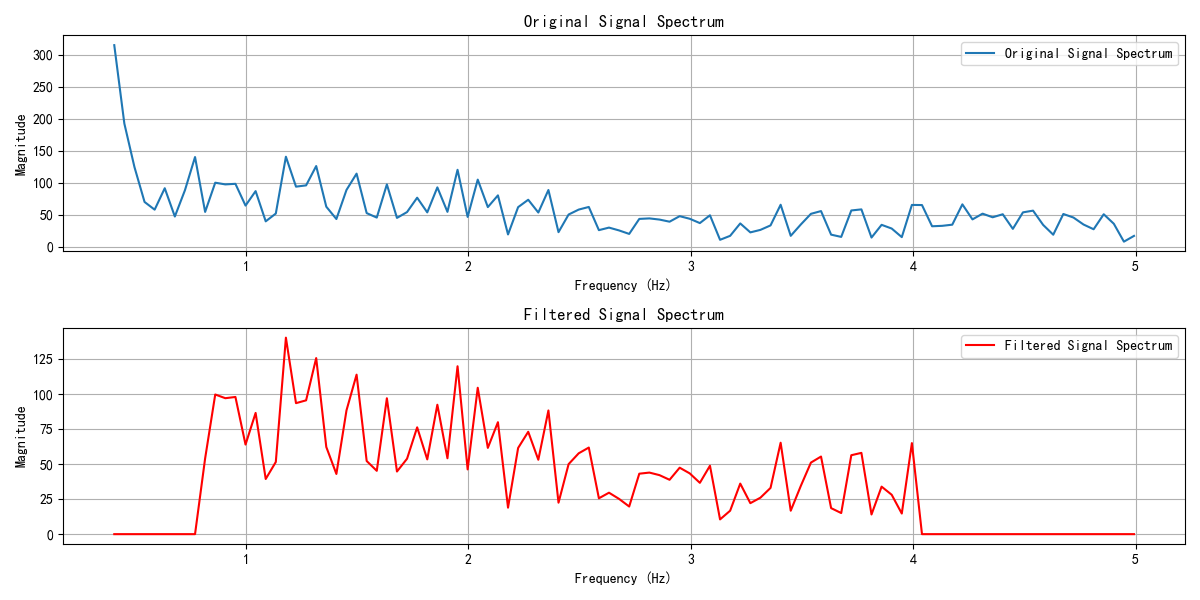 Original Signal Spectrum
Original Signal Spectrum
Magnitude
300
250
200
150
100
50
0
1 2 3 4 5
Frequency (Hz)
Filtered Signal Spectrum
Filtered Signal Spectrum
Magnitude
125
100
75
50
25
0
1 2 3 4 5
Frequency (Hz)